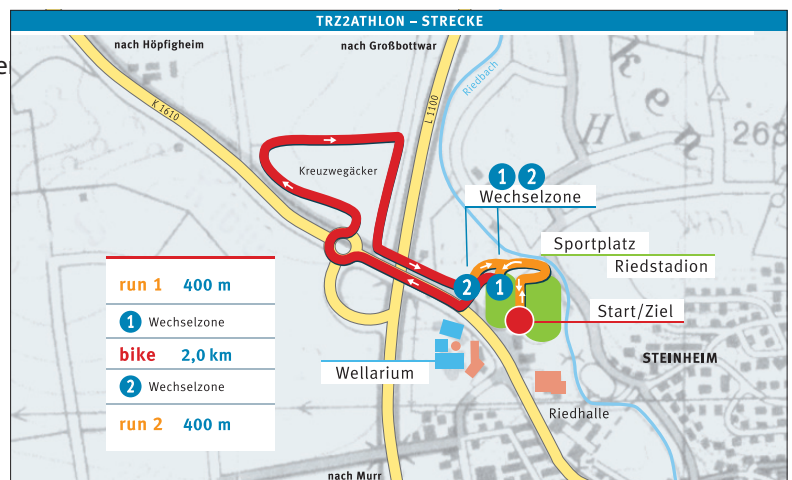 TRZ2ATHLON – STRECKE
nach Höpfigheim
nach Großbottwar
K 1610
L 1100
Riedbach
ken
H
268
Kreuzwegäcker
1 2
Wechselzone
Sportplatz
Riedstadion
2
1
Start/Ziel
run 1 400 m
1 Wechselzone
bike 2,0 km
2 Wechselzone
run 2 400 m
Wellarium
STEINHEIM
Riedhalle
nach Murr